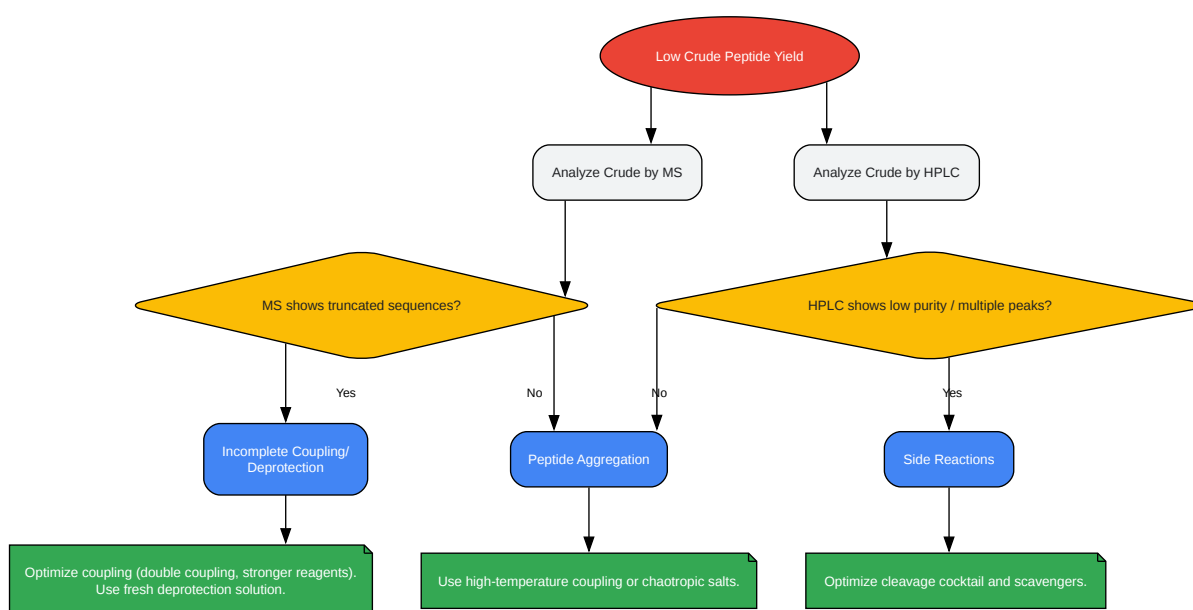 Low Crude Peptide Yield
Analyze Crude by MS
Analyze Crude by HPLC
MS shows truncated sequences?
HPLC shows low purity / multiple peaks?
Yes
No
No
Yes
Incomplete Coupling/
Deprotection
Peptide Aggregation
Side Reactions
Optimize coupling (double coupling, stronger reagents).
Use fresh deprotection solution.
Use high-temperature coupling or chaotropic salts.
Optimize cleavage cocktail and scavengers.